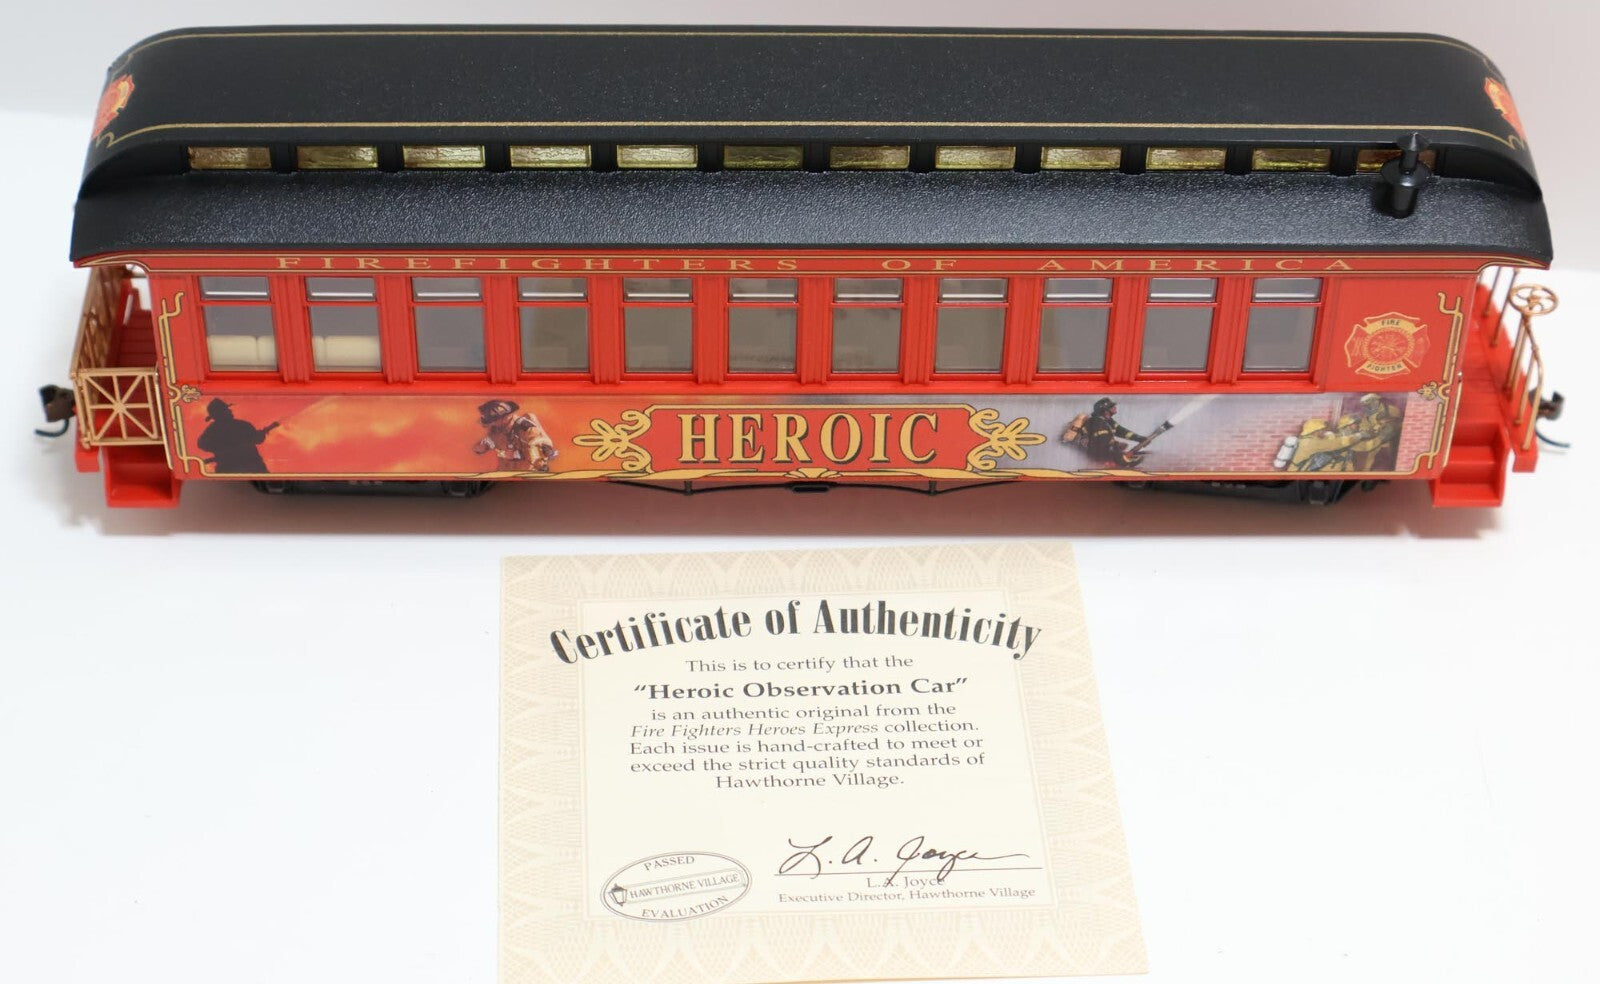 FIREFIGHTERS OF AMERICA
FIRE
FIGHTER
HEROIC
Certificate of Authenticity
This is to certify that the
"Heroic Observation Car"
is an authentic original from the
Fire Fighters Heroes Express collection.
Each issue is hand-crafted to meet or
exceed the strict quality standards of
Hawthorne Village.
PASSED
HAWTHORNE VILLAGE
EVALUATION
L. A. Joyce
L.A. Joyce
Executive Director, Hawthorne Village